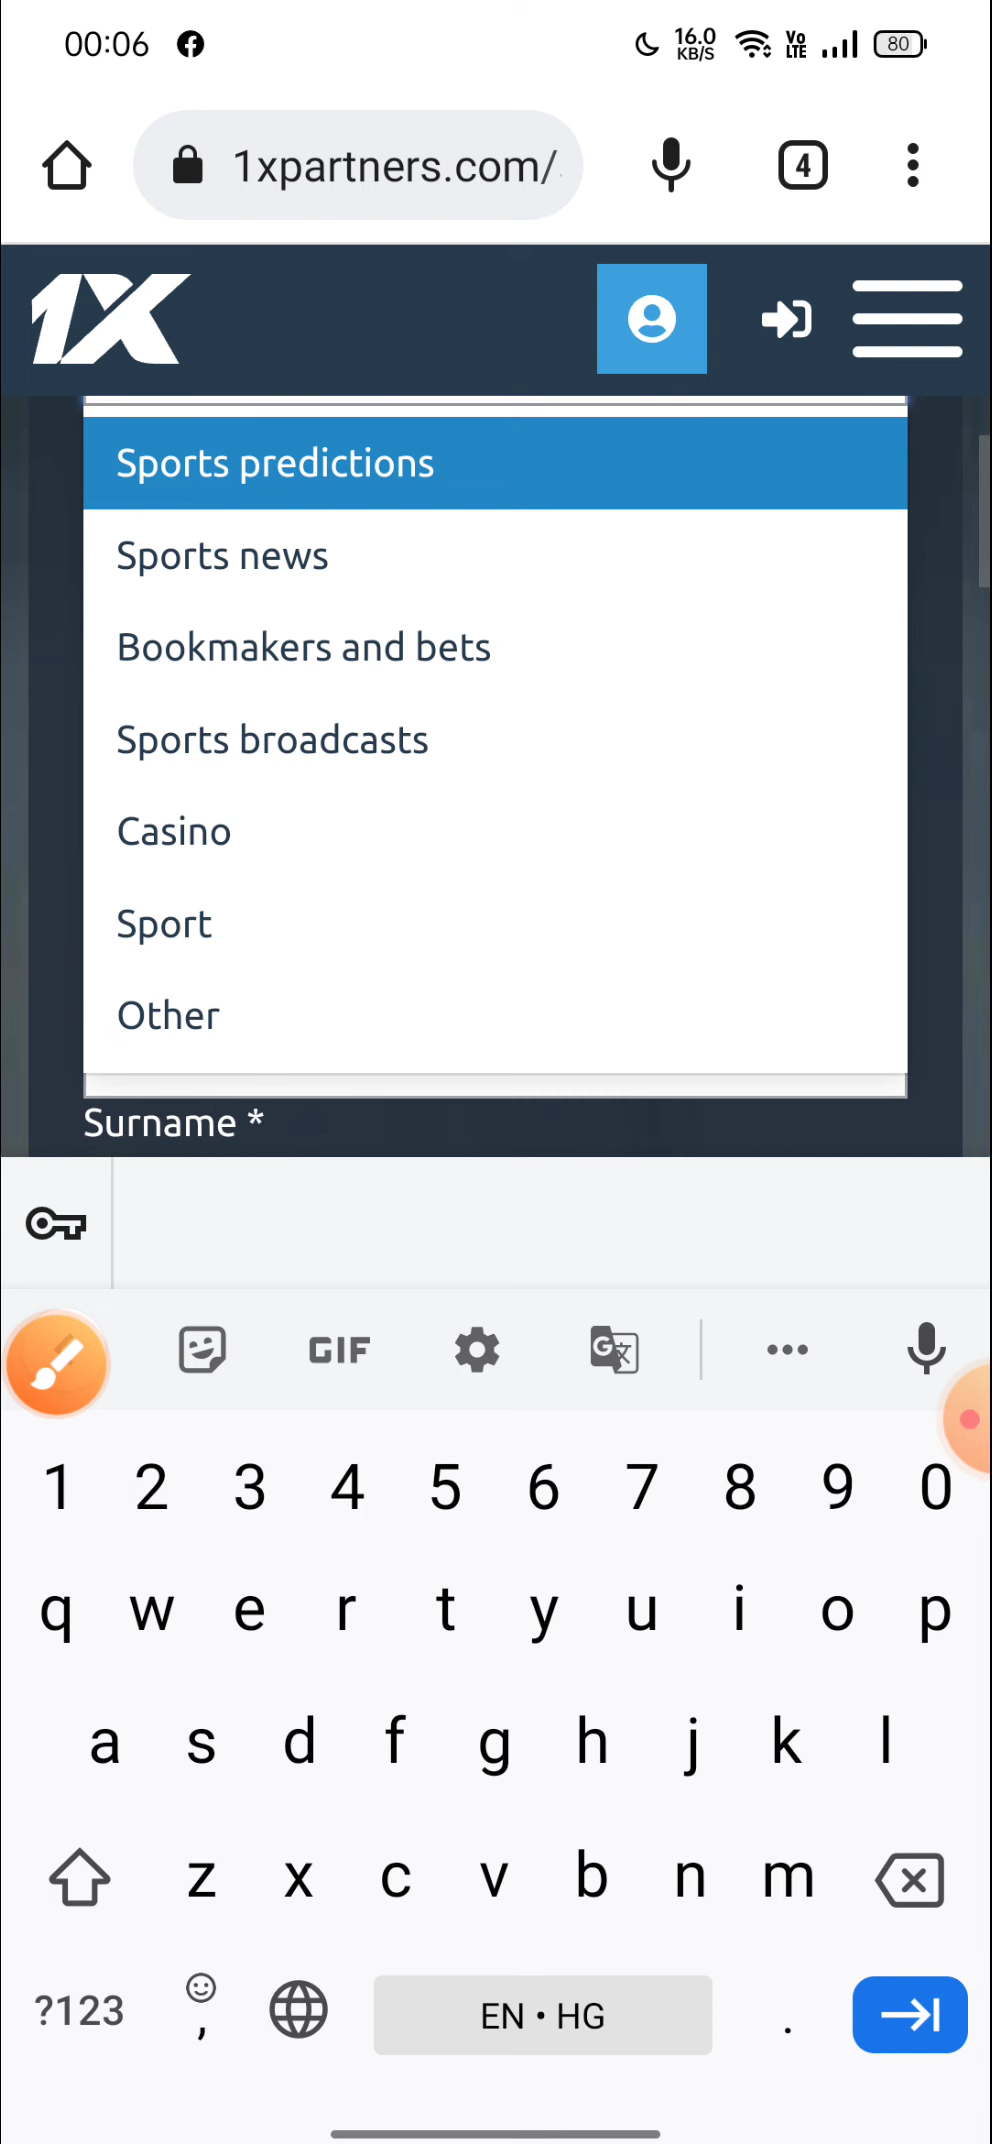 00:06 16.0 KB/S Vo LTE 80
1xpartners.com/
4
1X
Sports predictions
Sports news
Bookmakers and bets
Sports broadcasts
Casino
Sport
Other
Surname *
GIF G
1 2 3 4 5 6 7 8 9 0
q w e r t y u i o p
a s d f g h j k l
z x c v b n m
?123 , EN • HG .